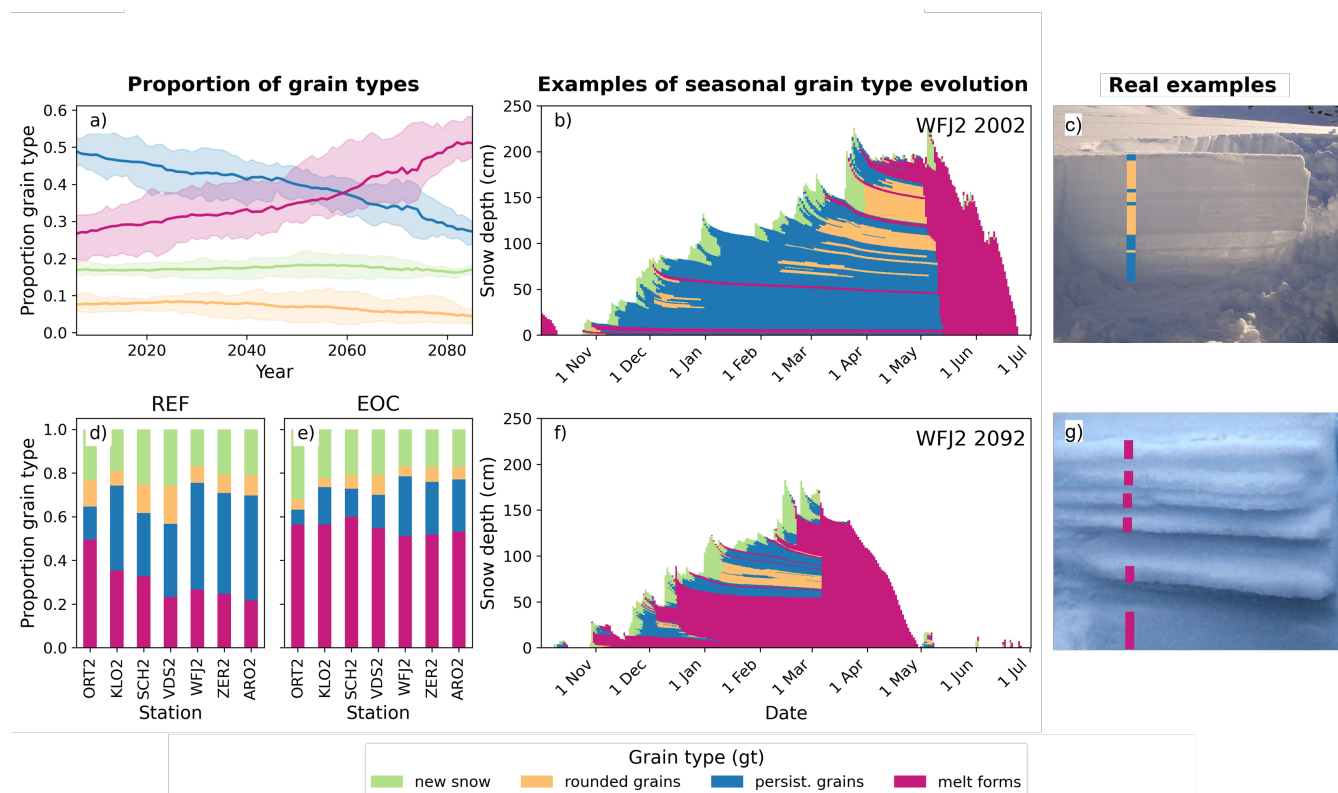 Proportion of grain types
Examples of seasonal grain type evolution
Real examples
a)
Proportion grain type
0.6
0.5
0.4
0.3
0.2
0.1
0.0
2020 2040 2060 2080
Year
b)
WFJ2 2002
Snow depth (cm)
250
200
150
100
50
0
1 Nov 1 Dec 1 Jan 1 Feb 1 Mar 1 Apr 1 May 1 Jun 1 Jul
c)
REF
d)
Proportion grain type
1.0
0.8
0.6
0.4
0.2
0.0
ORT2 KLO2 SCH2 VDS2 WFJ2 ZER2 ARO2
Station
EOC
e)
ORT2 KLO2 SCH2 VDS2 WFJ2 ZER2 ARO2
Station
f)
WFJ2 2092
Snow depth (cm)
250
200
150
100
50
0
1 Nov 1 Dec 1 Jan 1 Feb 1 Mar 1 Apr 1 May 1 Jun 1 Jul
Date
g)
Grain type (gt)
new snow rounded grains persist. grains melt forms